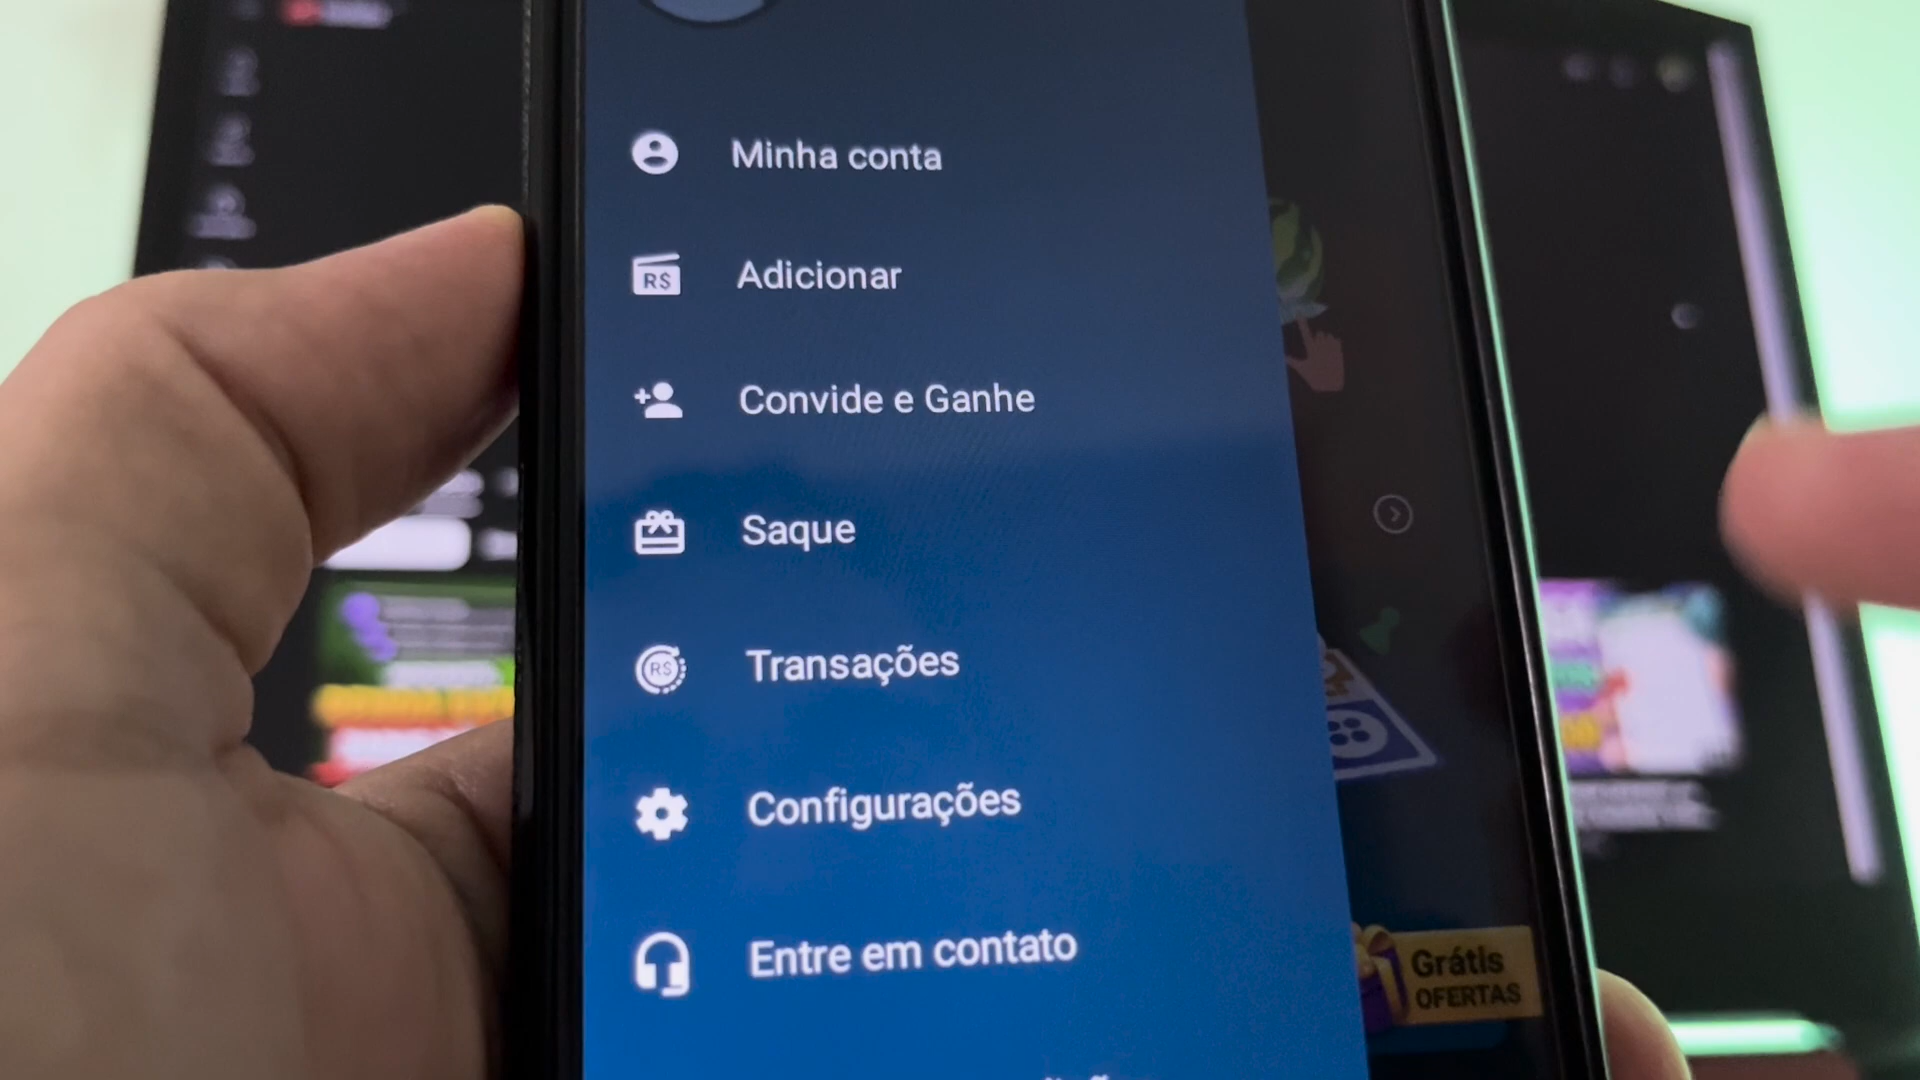 Minha conta
R$ Adicionar
Convide e Ganhe
Saque
R$ Transações
Configurações
Entre em contato
Grátis
OFERTAS